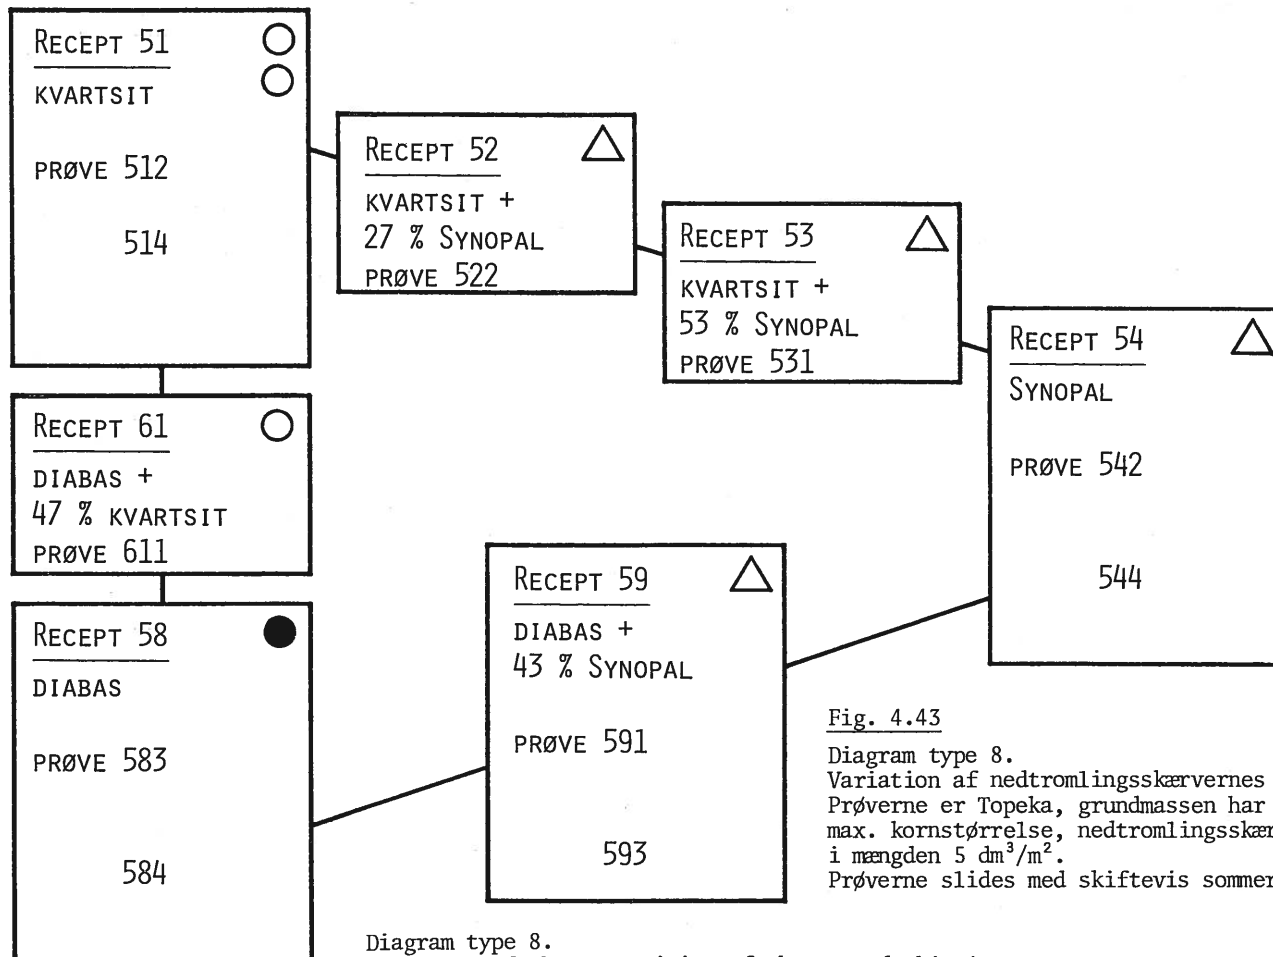 RECEPT 51
KVARTSIT
PRØVE 512
514
RECEPT 52
KVARTSIT +
27 % SYNOPAL
PRØVE 522
RECEPT 53
KVARTSIT +
53 % SYNOPAL
PRØVE 531
RECEPT 54
SYNOPAL
PRØVE 542
544
RECEPT 61
DIABAS +
47 % KVARTSIT
PRØVE 611
RECEPT 58
DIABAS
PRØVE 583
584
RECEPT 59
DIABAS +
43 % SYNOPAL
PRØVE 591
593
Fig. 4.43
Diagram type 8.
Variation af nedtromlingsskærvernes
Prøverne er Topeka, grundmassen har
max. kornstørrelse, nedtromlingsskær
i mængden 5 dm³/m².
Prøverne slides med skiftevis sommer
Diagram type 8.